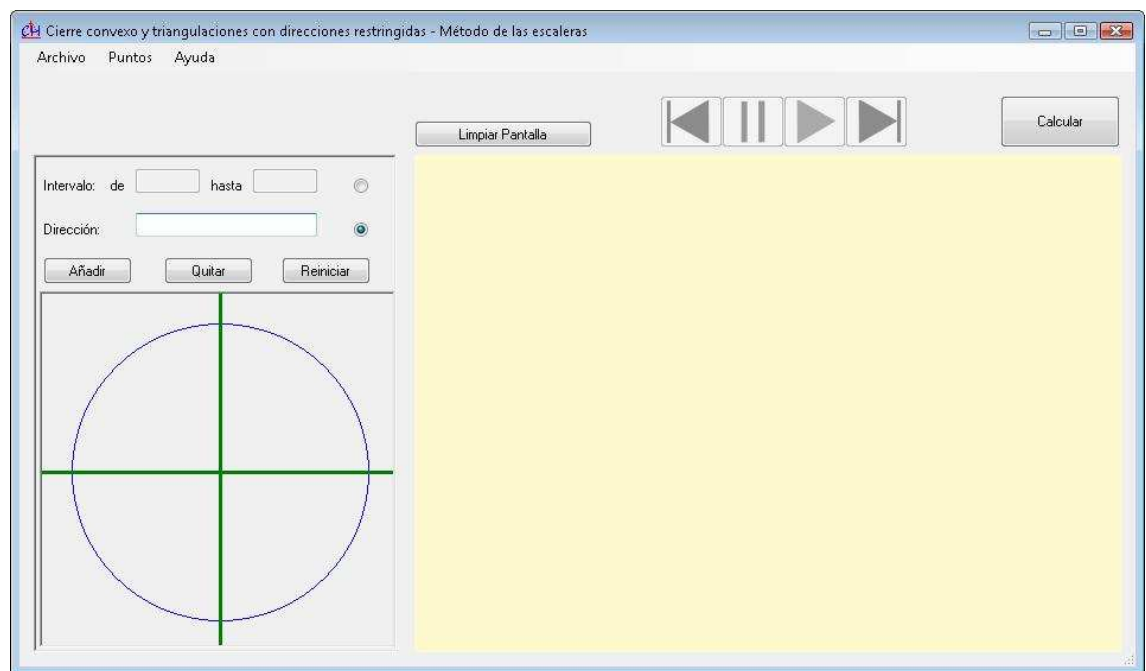 CH Cierre convexo y triangulaciones con direcciones restringidas - Método de las escaleras
Archivo Puntos Ayuda
Limpiar Pantalla
Calcular
Intervalo: de hasta
Dirección:
Añadir Quitar Reiniciar